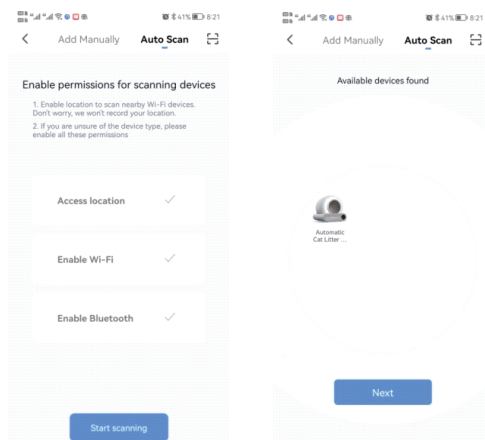 41% 8:21
Add Manually Auto Scan
Enable permissions for scanning devices
1. Enable location to scan nearby Wi-Fi devices.
Don't worry, we won't record your location.
2. If you are unsure of the device type, please
enable all these permissions
Access location
Enable Wi-Fi
Enable Bluetooth
Start scanning
41% 8:21
Add Manually Auto Scan
Available devices found
Automatic
Cat Litter ...
Next